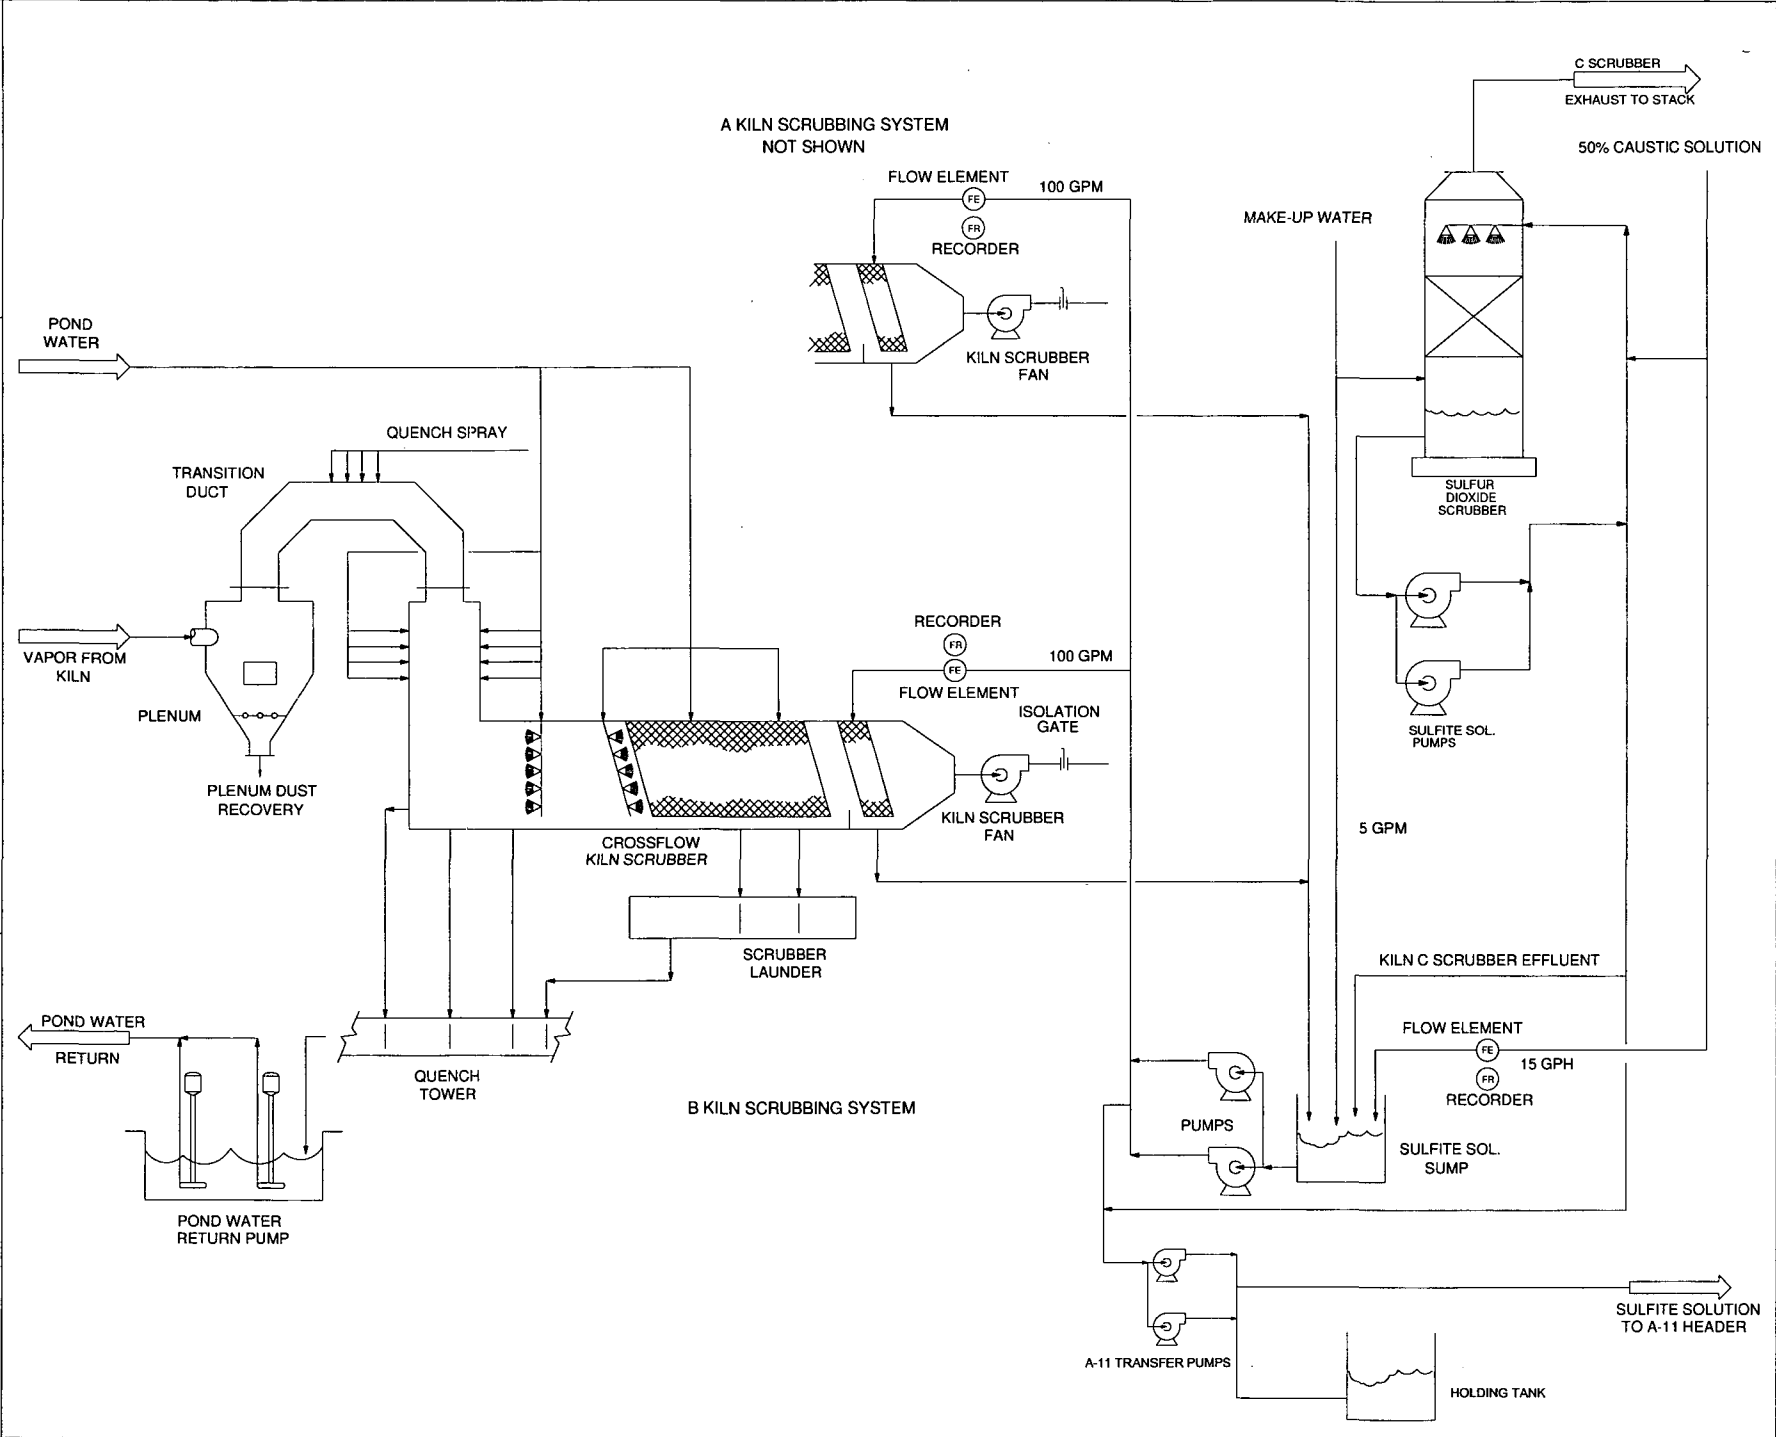 C SCRUBBER
EXHAUST TO STACK
A KILN SCRUBBING SYSTEM
NOT SHOWN
50% CAUSTIC SOLUTION
FLOW ELEMENT
100 GPM
FE
FR
RECORDER
MAKE-UP WATER
POND
WATER
KILN SCRUBBER
FAN
QUENCH SPRAY
TRANSITION
DUCT
SULFUR
DIOXIDE
SCRUBBER
RECORDER
FR
100 GPM
FE
FLOW ELEMENT
VAPOR FROM
KILN
PLENUM
ISOLATION
GATE
SULFITE SOL.
PUMPS
PLENUM DUST
RECOVERY
KILN SCRUBBER
FAN
5 GPM
CROSSFLOW
KILN SCRUBBER
SCRUBBER
LAUNDER
KILN C SCRUBBER EFFLUENT
POND WATER
RETURN
FLOW ELEMENT
FE
15 GPH
FR
RECORDER
QUENCH
TOWER
B KILN SCRUBBING SYSTEM
PUMPS
SULFITE SOL.
SUMP
POND WATER
RETURN PUMP
SULFITE SOLUTION
TO A-11 HEADER
A-11 TRANSFER PUMPS
HOLDING TANK